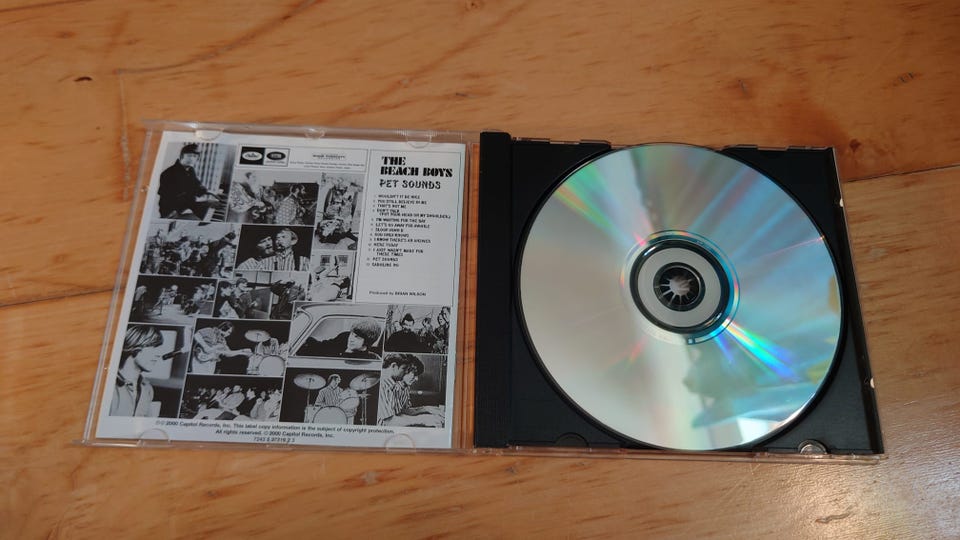 THE
BEACH BOYS
PET SOUNDS
WOULDN'T IT BE NICE
YOU STILL BELIEVE IN ME
THAT'S NOT ME
DON'T TALK
(PUT YOUR HEAD ON MY SHOULDER)
I'M WAITING FOR THE DAY
LET'S GO AWAY FOR AWHILE
SLOOP JOHN B
GOD ONLY KNOWS
I KNOW THERE'S AN ANSWER
HERE TODAY
I JUST WASN'T MADE FOR
THESE TIMES
PET SOUNDS
CAROLINE NO
Produced by BRIAN WILSON
℗© 2000 Capitol Records, Inc. This label copy information is the subject of copyright protection.
All rights reserved. © 2000 Capitol Records, Inc.